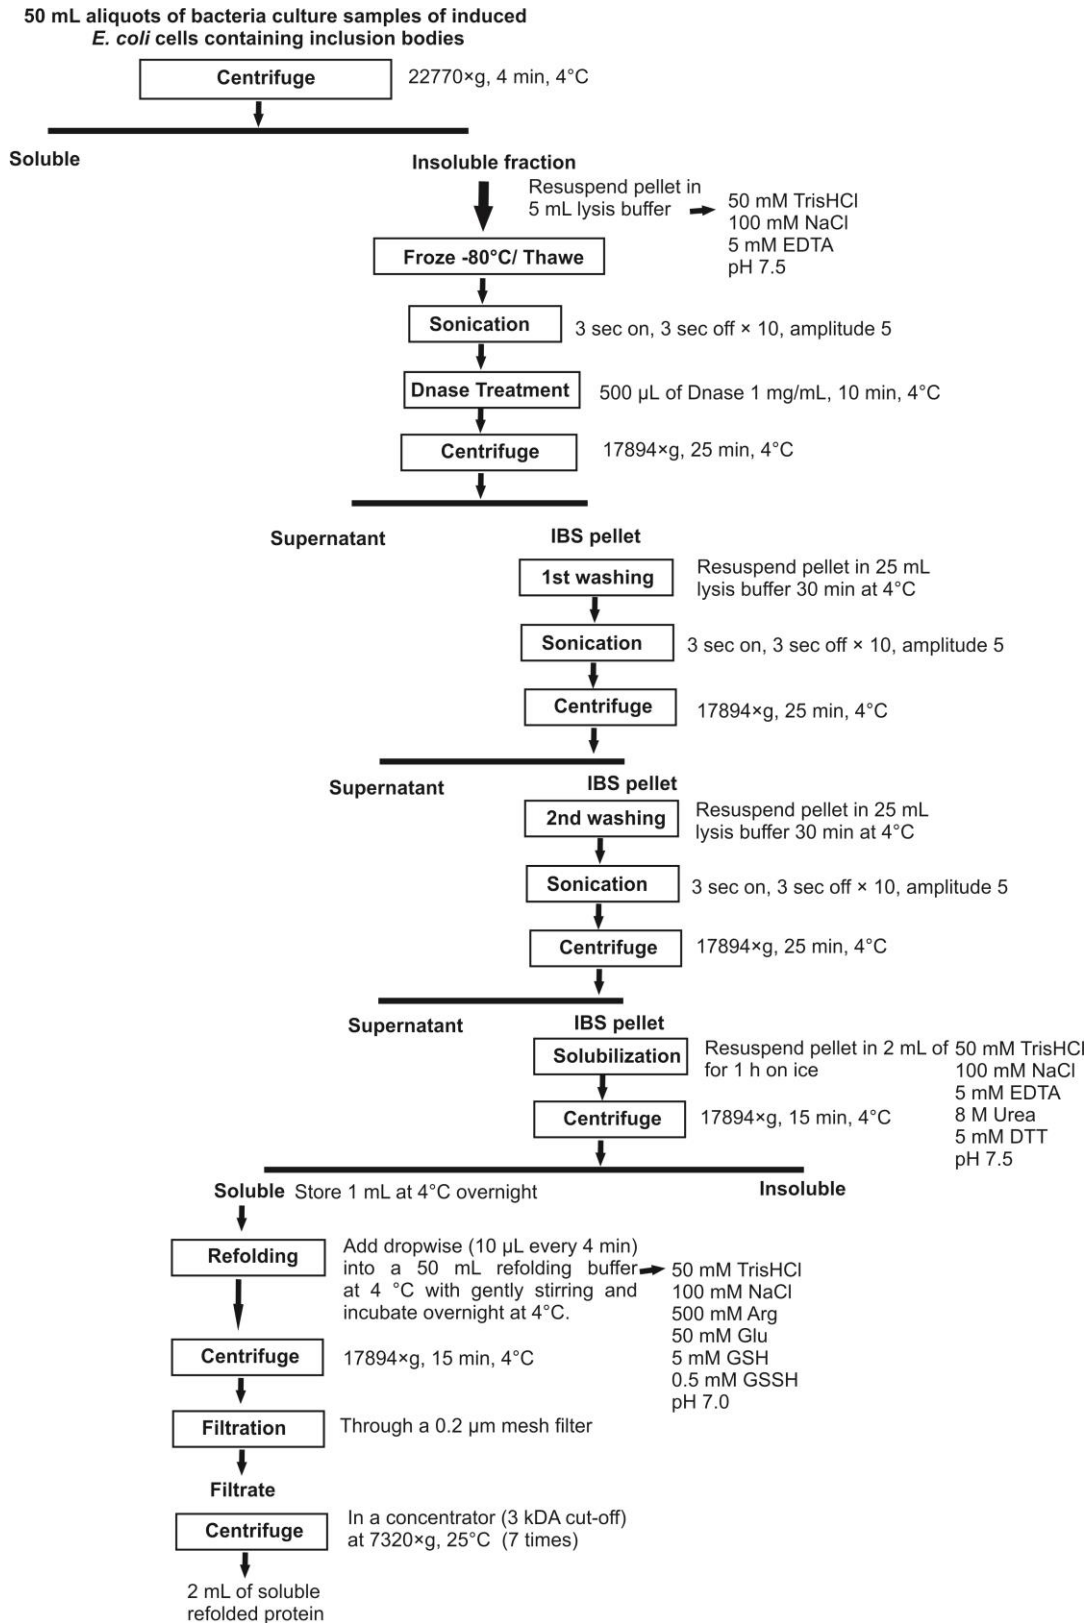 50 mL aliquots of bacteria culture samples of induced
E. coli cells containing inclusion bodies
Centrifuge
22770×g, 4 min, 4°C
Soluble
Insoluble fraction
Resuspend pellet in
5 mL lysis buffer
50 mM TrisHCl
100 mM NaCl
5 mM EDTA
pH 7.5
Froze -80°C/ Thawe
Sonication
3 sec on, 3 sec off × 10, amplitude 5
Dnase Treatment
500 µL of Dnase 1 mg/mL, 10 min, 4°C
Centrifuge
17894×g, 25 min, 4°C
Supernatant
IBS pellet
1st washing
Resuspend pellet in 25 mL
lysis buffer 30 min at 4°C
Sonication
3 sec on, 3 sec off × 10, amplitude 5
Centrifuge
17894×g, 25 min, 4°C
Supernatant
IBS pellet
2nd washing
Resuspend pellet in 25 mL
lysis buffer 30 min at 4°C
Sonication
3 sec on, 3 sec off × 10, amplitude 5
Centrifuge
17894×g, 25 min, 4°C
Supernatant
IBS pellet
Solubilization
Resuspend pellet in 2 mL of
for 1 h on ice
50 mM TrisHCl
100 mM NaCl
5 mM EDTA
8 M Urea
5 mM DTT
pH 7.5
Centrifuge
17894×g, 15 min, 4°C
Soluble
Store 1 mL at 4°C overnight
Insoluble
Refolding
Add dropwise (10 µL every 4 min)
into a 50 mL refolding buffer
at 4 °C with gently stirring and
incubate overnight at 4°C.
50 mM TrisHCl
100 mM NaCl
500 mM Arg
50 mM Glu
5 mM GSH
0.5 mM GSSH
pH 7.0
Centrifuge
17894×g, 15 min, 4°C
Filtration
Through a 0.2 µm mesh filter
Filtrate
Centrifuge
In a concentrator (3 kDA cut-off)
at 7320×g, 25°C (7 times)
2 mL of soluble
refolded protein